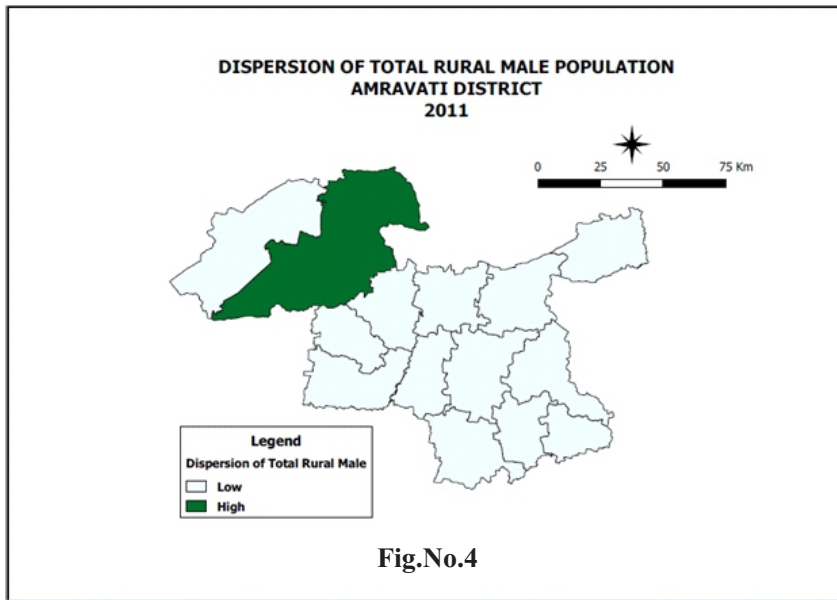 DISPERSION OF TOTAL RURAL MALE POPULATION
AMRAVATI DISTRICT
2011
0 25 50 75 Km
Legend
Dispersion of Total Rural Male
Low
High
Fig.No.4